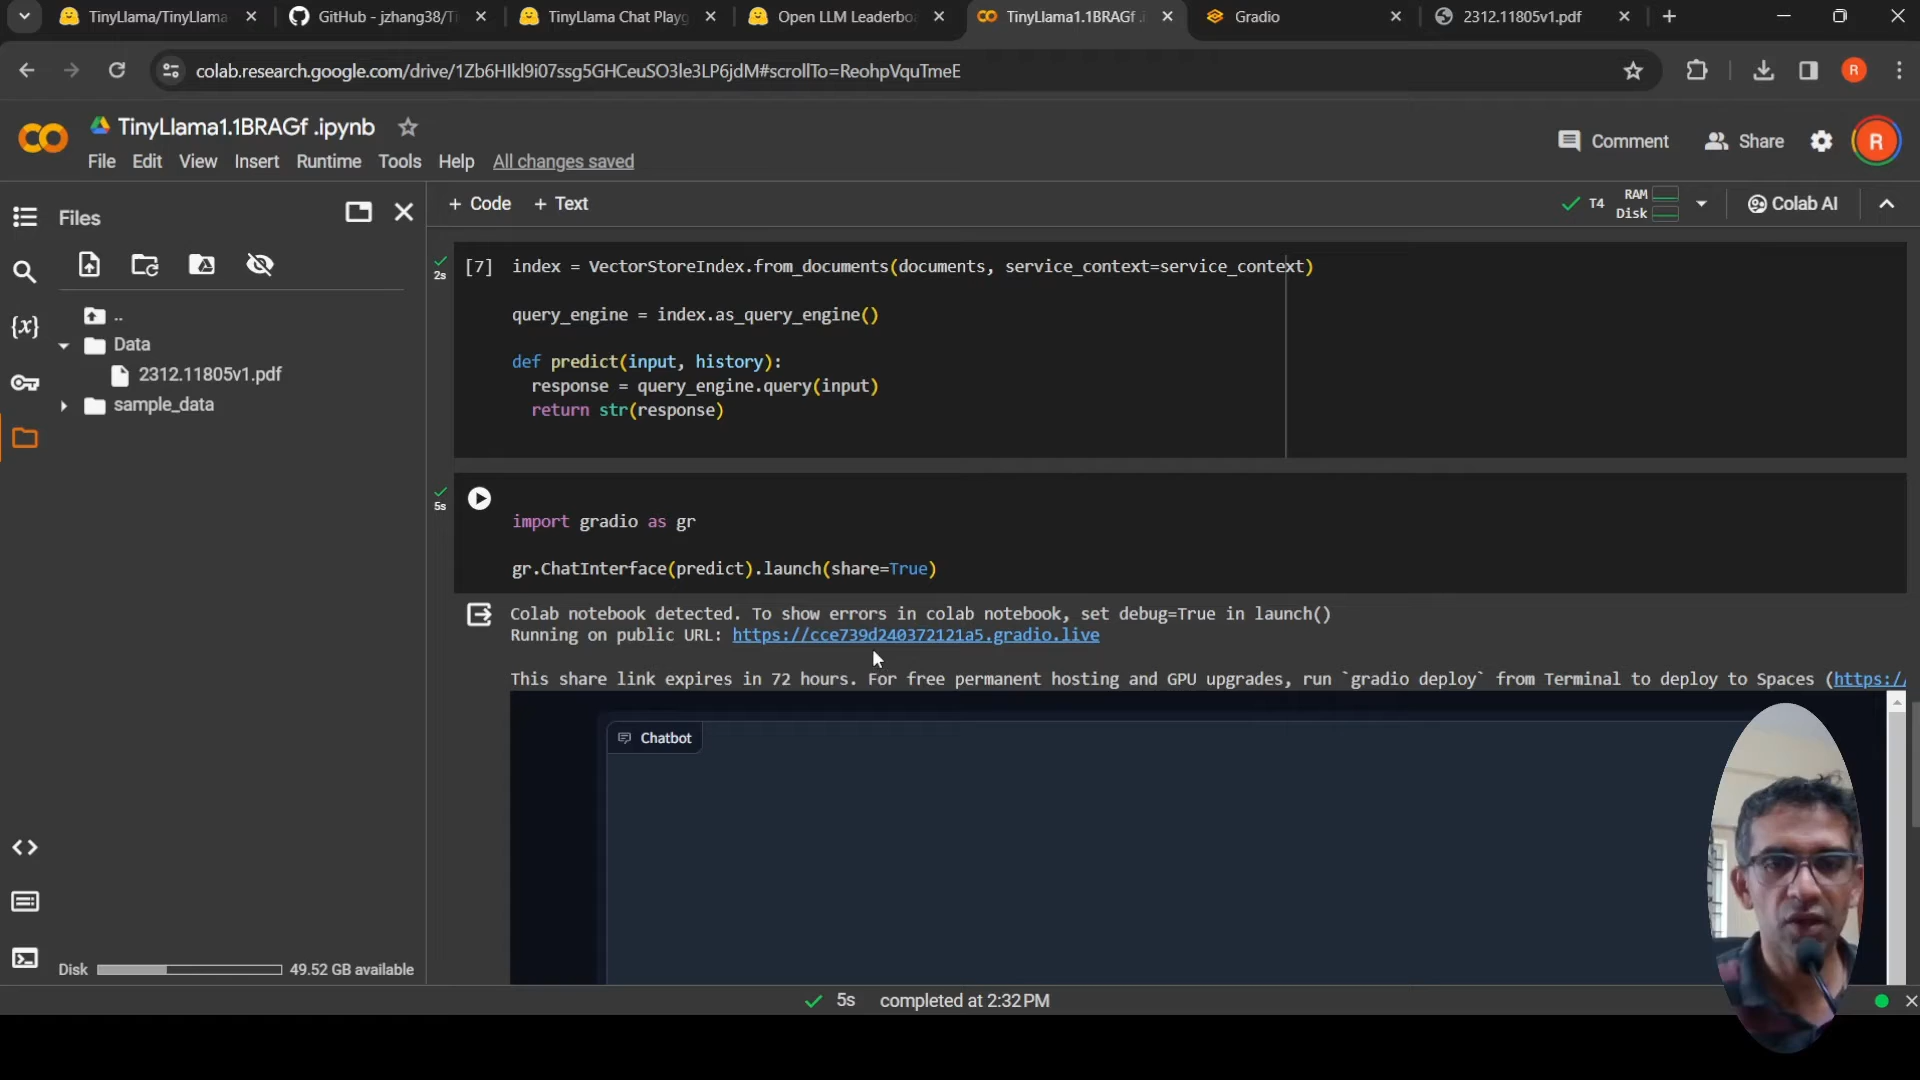 TinyLlama/TinyLlama
GitHub - jzhang38/Ti
TinyLlama Chat Playg
Open LLM Leaderboa
TinyLlama1.1BRAGf .i
Gradio
2312.11805v1.pdf
colab.research.google.com/drive/1Zb6HIkl9i07ssg5GHCeuSO3le3LP6jdM#scrollTo=ReohpVquTmeE
R
TinyLlama1.1BRAGf .ipynb
Comment
Share
R
File Edit View Insert Runtime Tools Help All changes saved
Files
+ Code + Text
T4
RAM
Disk
Colab AI
..
Data
2312.11805v1.pdf
sample_data
{x}
2s
[7] index = VectorStoreIndex.from_documents(documents, service_context=service_context)
query_engine = index.as_query_engine()
def predict(input, history):
response = query_engine.query(input)
return str(response)
5s
import gradio as gr
gr.ChatInterface(predict).launch(share=True)
Colab notebook detected. To show errors in colab notebook, set debug=True in launch()
Running on public URL: https://cce739d240372121a5.gradio.live
This share link expires in 72 hours. For free permanent hosting and GPU upgrades, run `gradio deploy` from Terminal to deploy to Spaces (https:/
Chatbot
Disk 49.52 GB available
5s completed at 2:32 PM